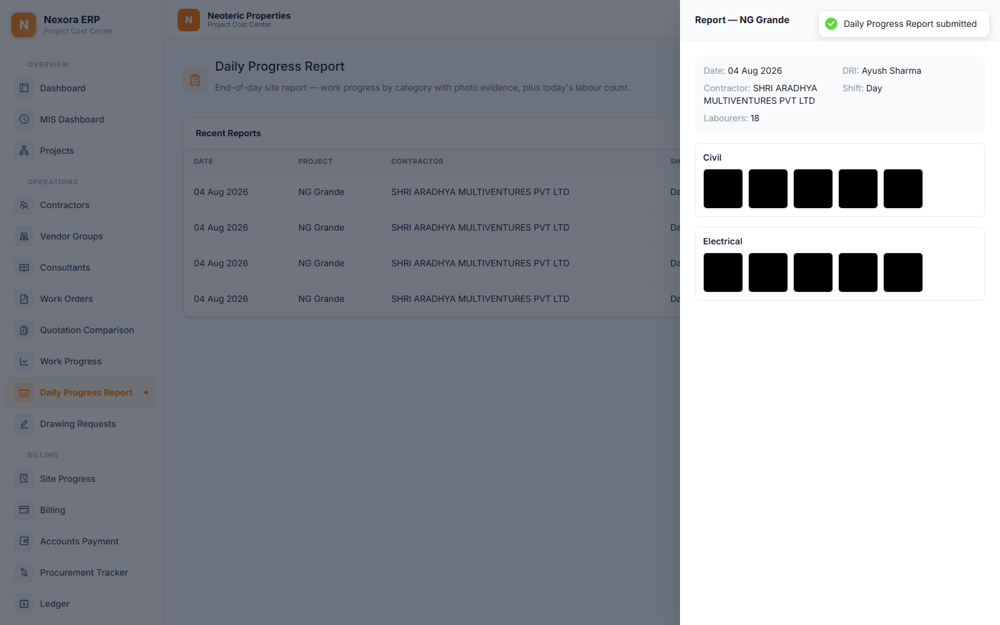 N
Nexora ERP
Project Cost Center
OVERVIEW
Dashboard
MIS Dashboard
Projects
OPERATIONS
Contractors
Vendor Groups
Consultants
Work Orders
Quotation Comparison
Work Progress
Daily Progress Report
Drawing Requests
BILLING
Site Progress
Billing
Accounts Payment
Procurement Tracker
Ledger
N
Neoteric Properties
Project Cost Center
Daily Progress Report
End-of-day site report — work progress by category with photo evidence, plus today's labour count.
Recent Reports
DATE PROJECT CONTRACTOR SH
04 Aug 2026 NG Grande SHRI ARADHYA MULTIVENTURES PVT LTD Da
04 Aug 2026 NG Grande SHRI ARADHYA MULTIVENTURES PVT LTD Da
04 Aug 2026 NG Grande SHRI ARADHYA MULTIVENTURES PVT LTD Da
04 Aug 2026 NG Grande SHRI ARADHYA MULTIVENTURES PVT LTD Da
Report — NG Grande
Daily Progress Report submitted
Date: 04 Aug 2026 DRI: Ayush Sharma
Contractor: SHRI ARADHYA Shift: Day
MULTIVENTURES PVT LTD
Labourers: 18
Civil
Electrical